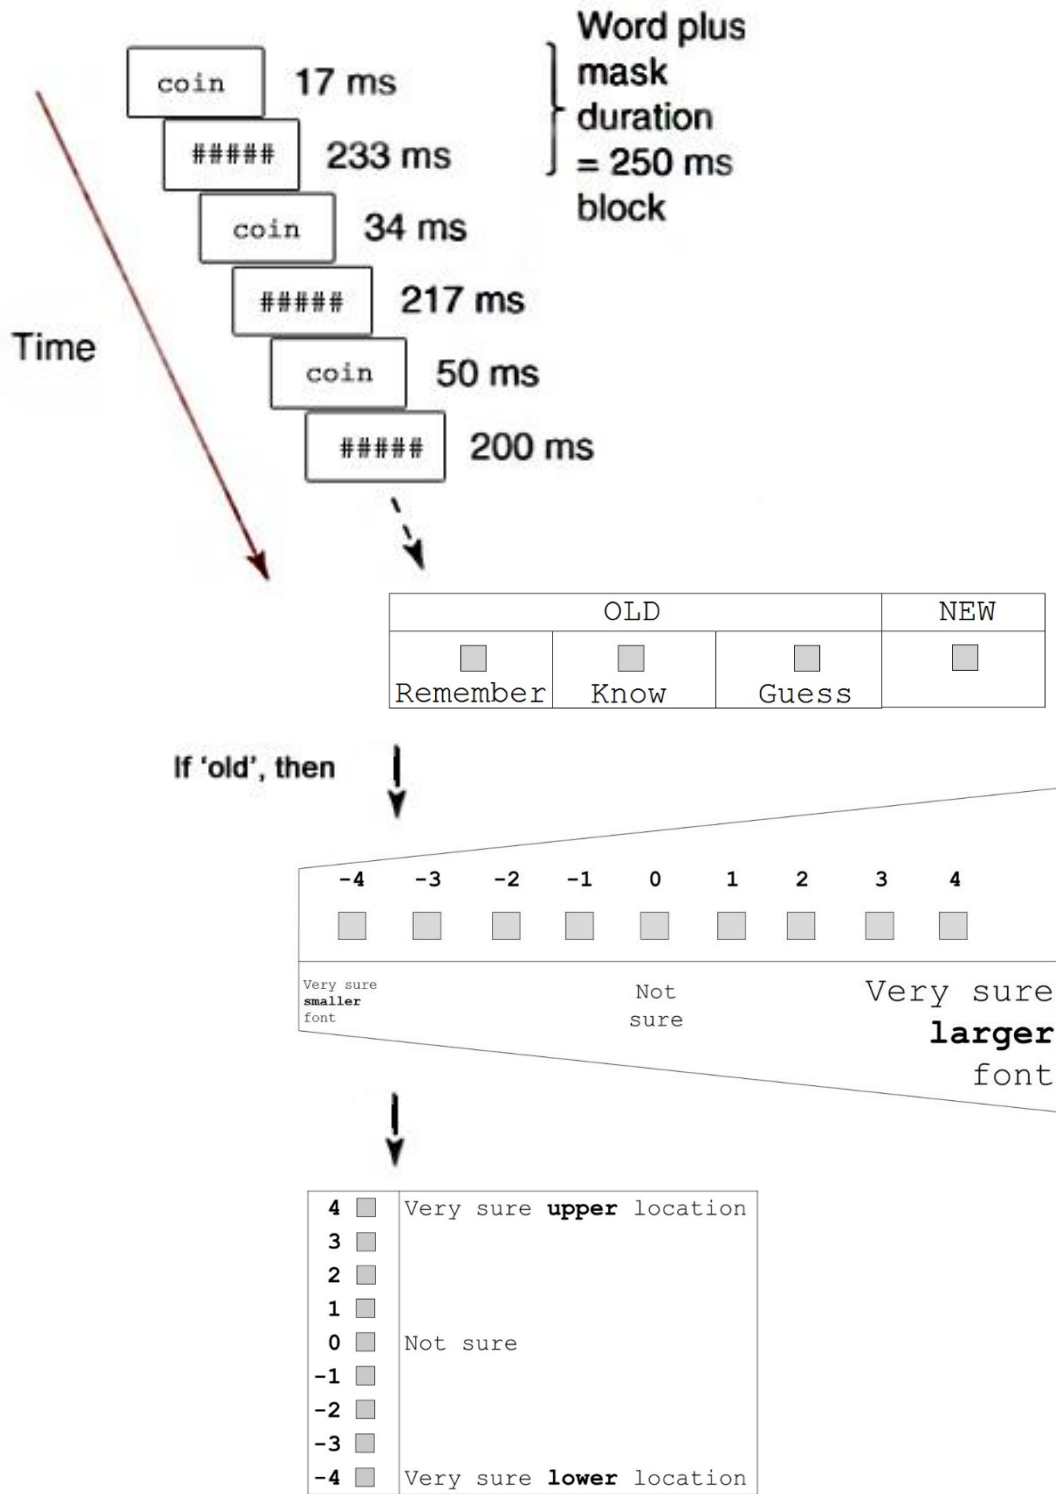 Word plus
mask
duration
= 250 ms
block
coin 17 ms
##### 233 ms
coin 34 ms
##### 217 ms
Time
coin 50 ms
##### 200 ms
OLD NEW
Remember Know Guess
If ‘old’, then
-4 -3 -2 -1 0 1 2 3 4
Very sure
smaller
font
Not
sure
Very sure
larger
font
4 Very sure upper location
3
2
1
0 Not sure
-1
-2
-3
-4 Very sure lower location